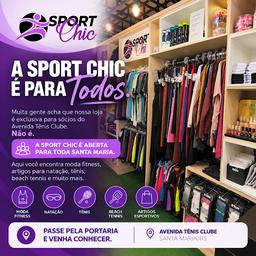 SPORT
Chic
SPORT
Chic
A SPORT CHIC
É PARA Todos
Muita gente acha que nossa loja
é exclusiva para sócios do
Avenida Tênis Clube.
Não é.
A SPORT CHIC É ABERTA
PARA TODA SANTA MARIA.
Aqui você encontra moda fitness,
artigos para natação, tênis,
beach tennis e muito mais.
MODA
FITNESS
NATAÇÃO
TÊNIS
BEACH
TENNIS
ARTIGOS
ESPORTIVOS
PASSE PELA PORTARIA
E VENHA CONHECER.
AVENIDA TÊNIS CLUBE
SANTA MARIA/RS